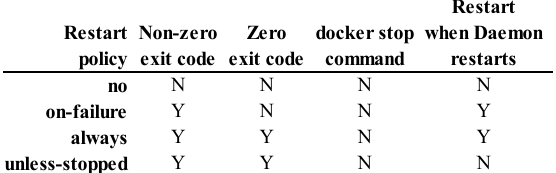 Restart
Restart Non-zero Zero docker stop when Daemon
policy exit code exit code command restarts
no N N N N
on-failure Y N N Y
always Y Y N Y
unless-stopped Y Y N N